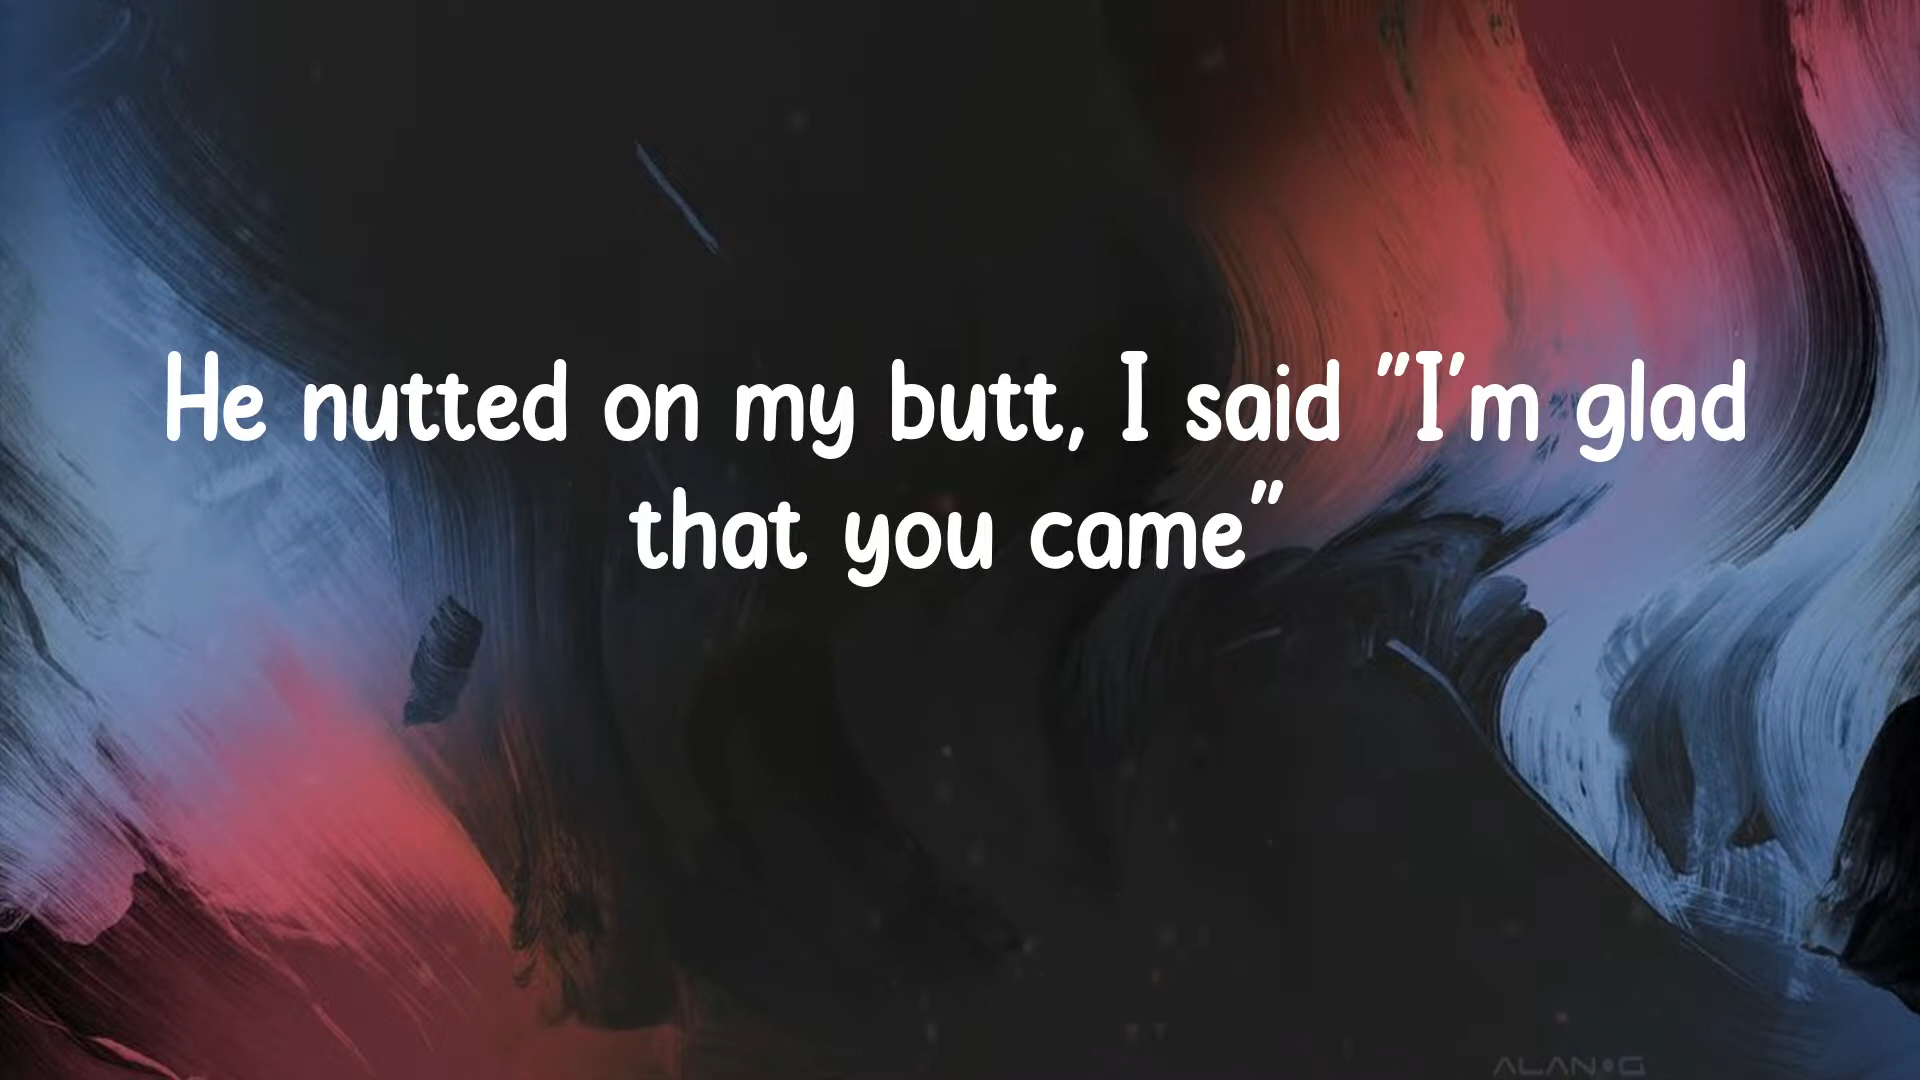 He nutted on my butt, I said "I'm glad
that you came"
ALAN•G